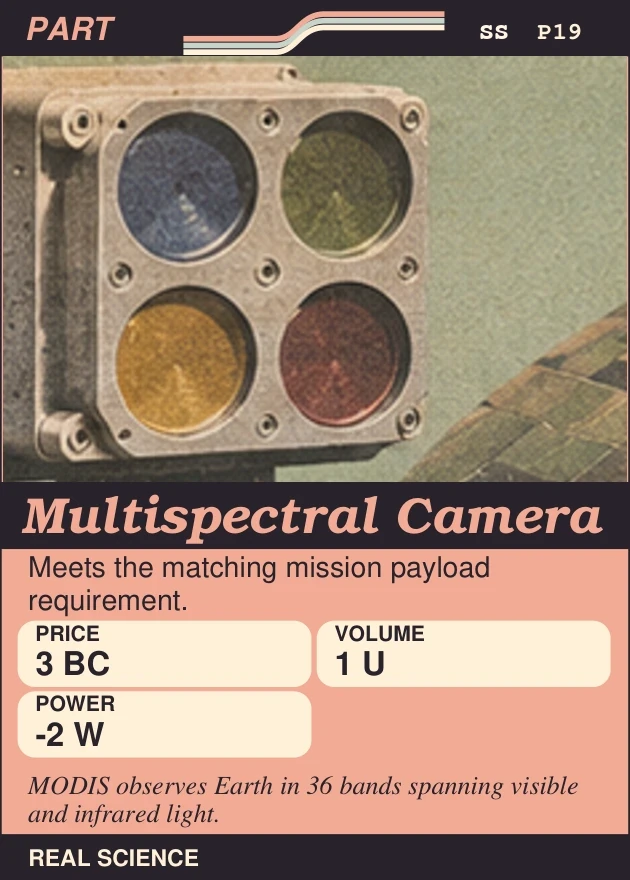 PART
SS P19
Multispectral Camera
Meets the matching mission payload
requirement.
PRICE
3 BC
VOLUME
1 U
POWER
-2 W
MODIS observes Earth in 36 bands spanning visible
and infrared light.
REAL SCIENCE